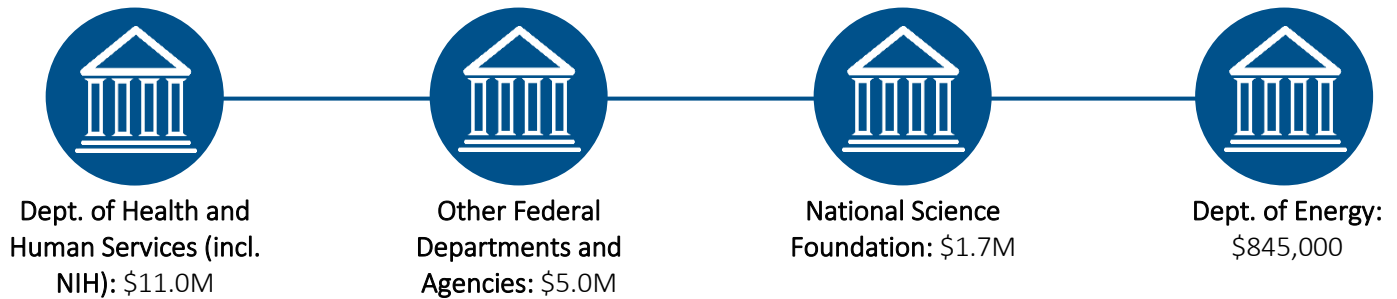 Dept. of Health and
Human Services (incl.
NIH): $11.0M
Other Federal
Departments and
Agencies: $5.0M
National Science
Foundation: $1.7M
Dept. of Energy:
$845,000